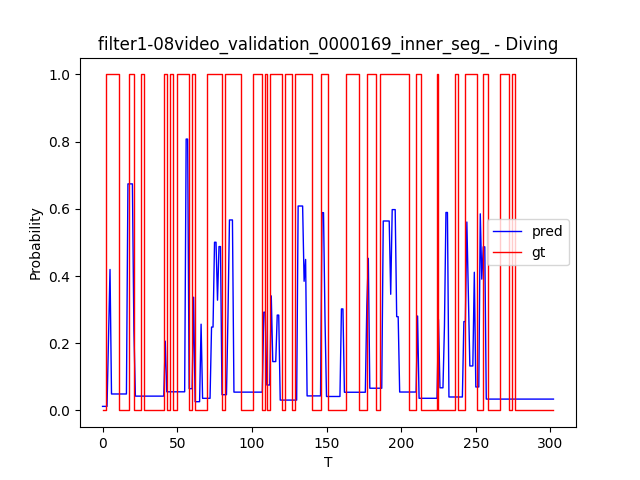 filter1-08video_validation_0000169_inner_seg_ - Diving
1.0
0.8
0.6
0.4
0.2
0.0
Probability
pred
gt
0 50 100 150 200 250 300
T